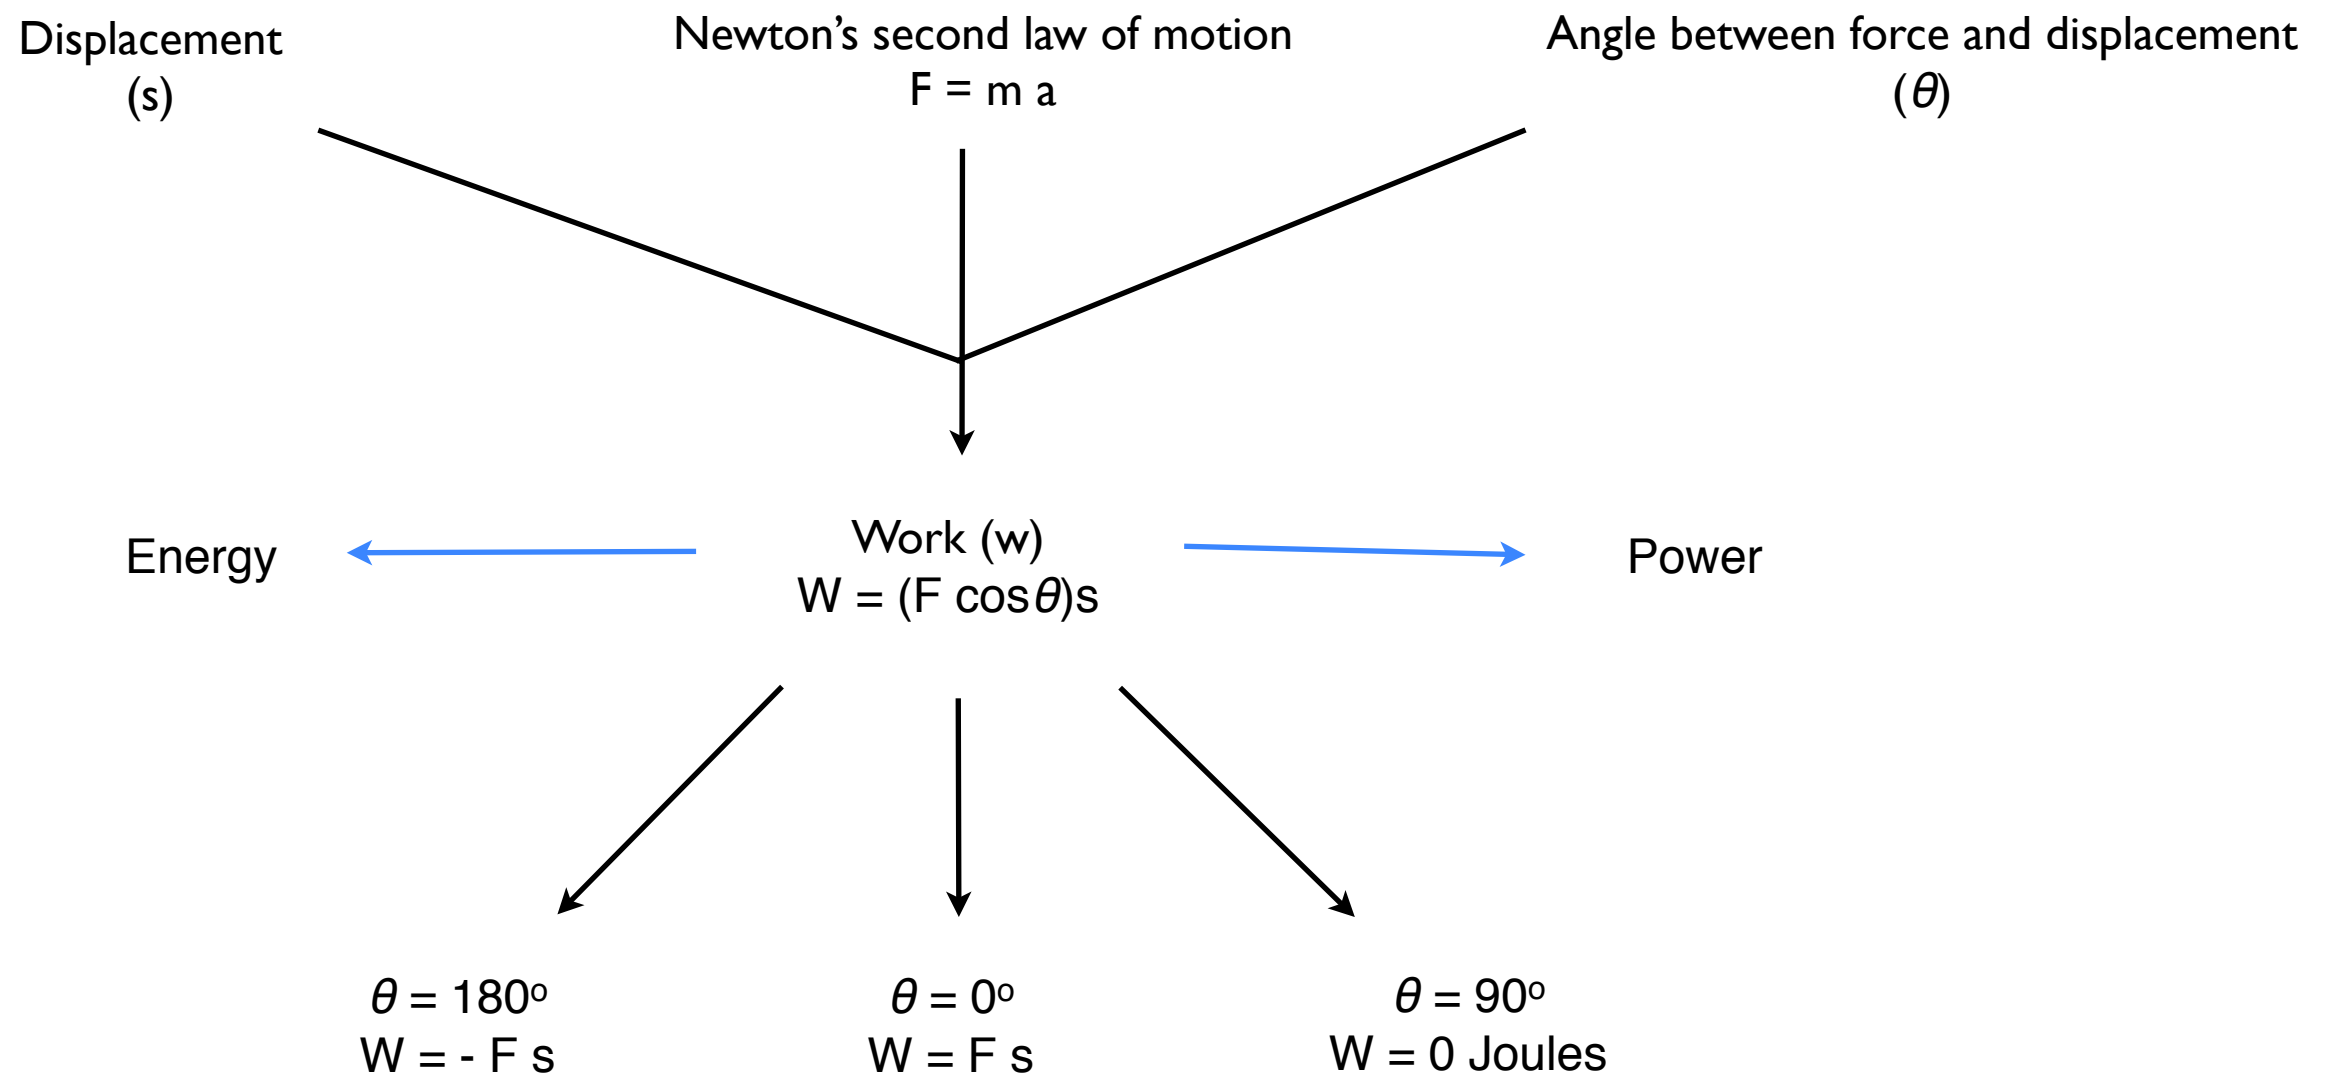 Displacement
(s)
Newton’s second law of motion
F = m a
Angle between force and displacement
(θ)
Energy
Work (w)
W = (F cosθ)s
Power
θ = 180º
W = - F s
θ = 0º
W = F s
θ = 90º
W = 0 Joules